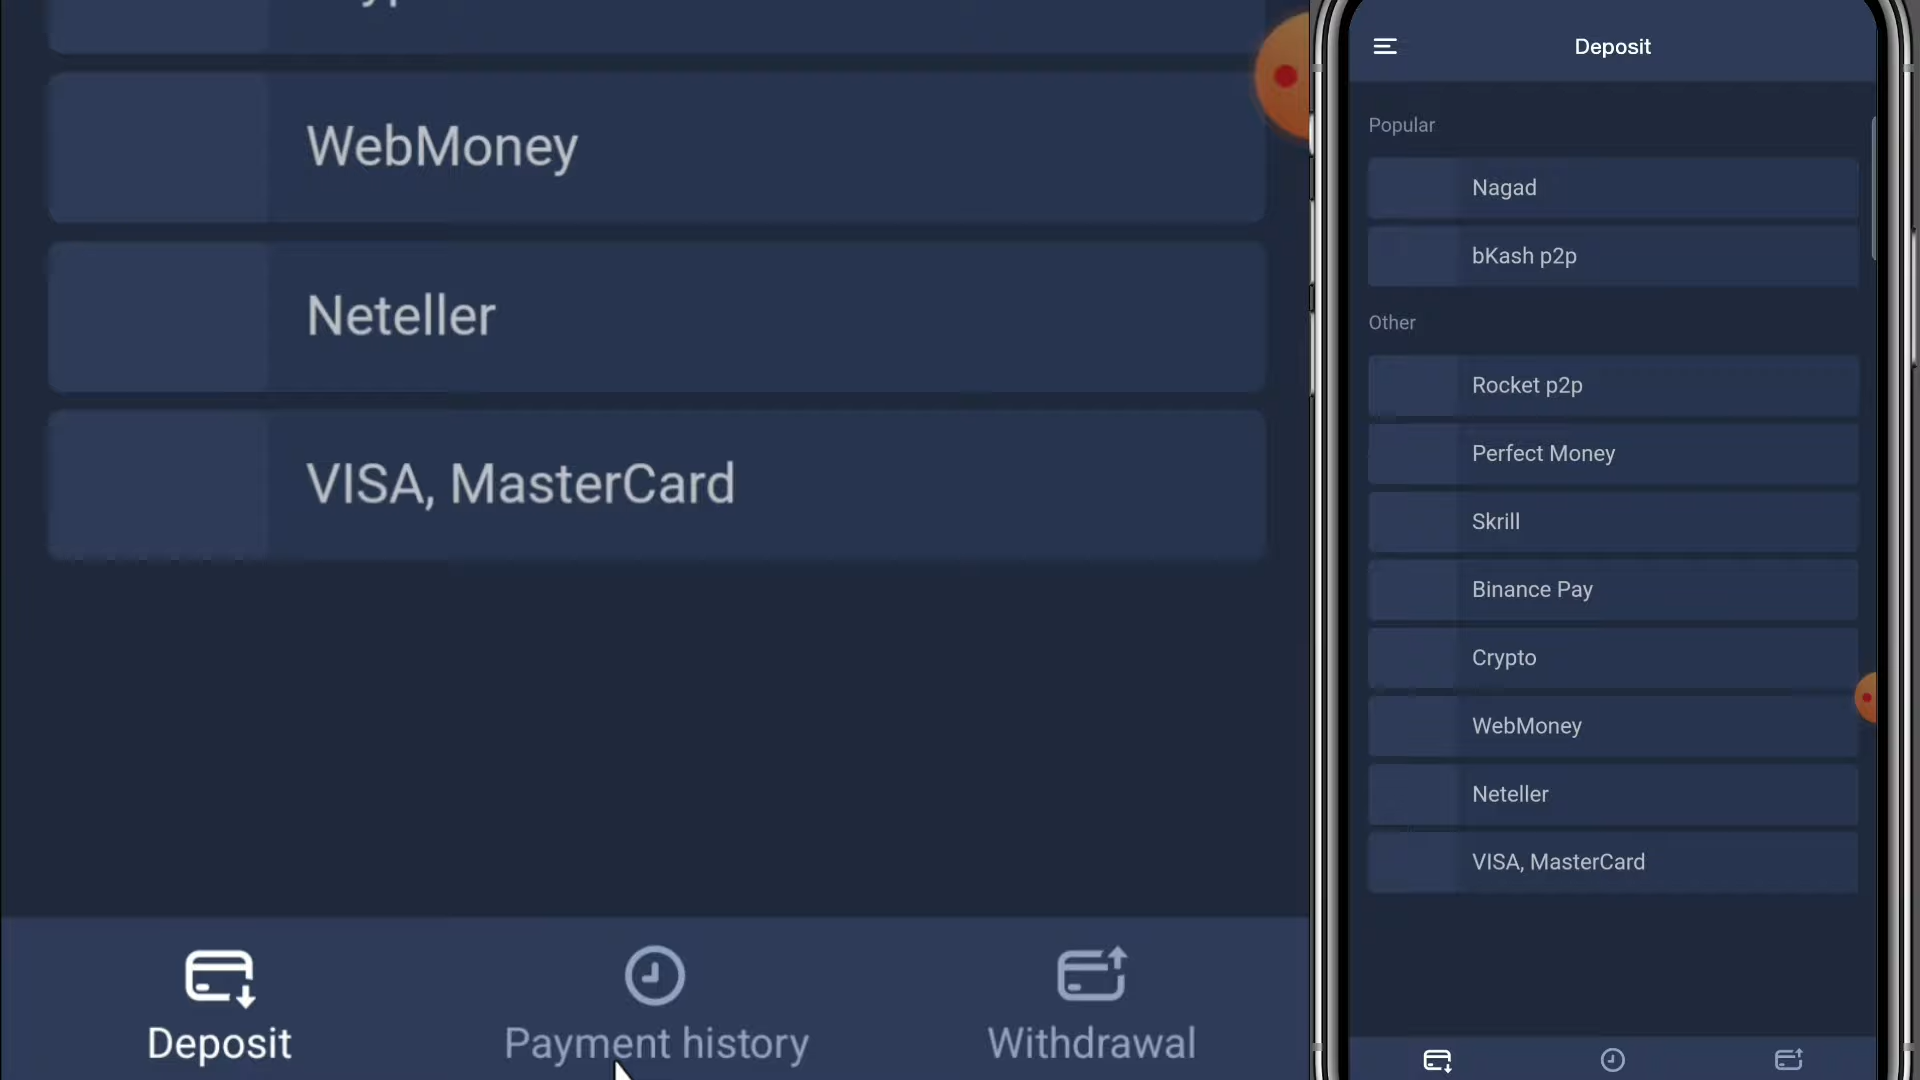 WebMoney
Neteller
VISA, MasterCard
Deposit
Payment history
Withdrawal
Deposit
Popular
Nagad
bKash p2p
Other
Rocket p2p
Perfect Money
Skrill
Binance Pay
Crypto
WebMoney
Neteller
VISA, MasterCard